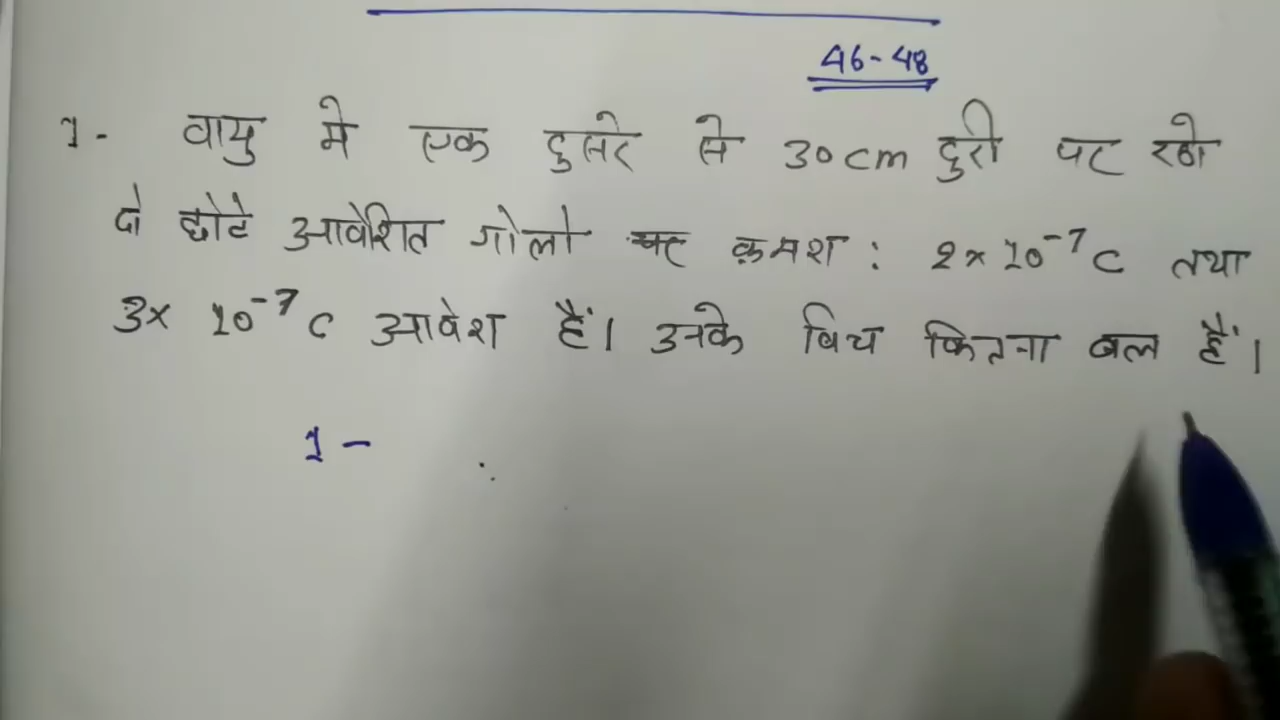 46-48
1- वायु मे एक दुसरे से 30cm दुरी पर रखे
दो छोटे आवेशित गोलो पर क्रमश: 2×10⁻⁷C तथा
3× 10⁻⁷C आवेश हैं। उनके विच कितना बल हैं।
1-